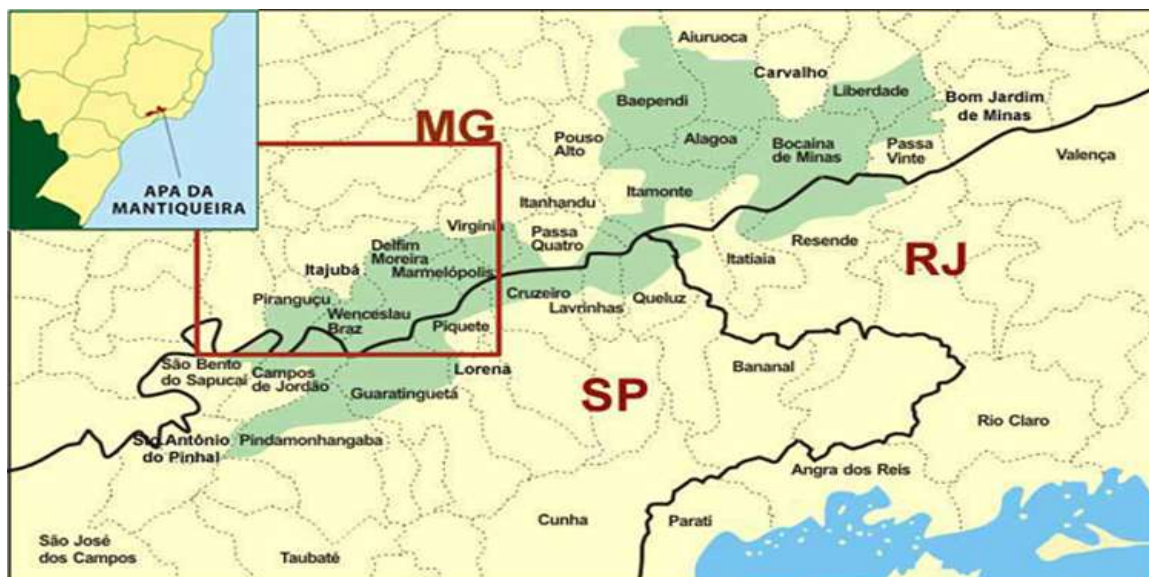 APA DA
MANTIQUEIRA
MG
SP
RJ
Aiuruoca
Carvalho
Liberdade
Bom Jardim
de Minas
Baependi
Pouso
Alto
Alagoa
Bocaina
de Minas
Passa
Vinte
Valença
Itamonte
Itanhandu
Virgínia
Passa
Quatro
Delfim
Moreira
Itajubá
Marmelópolis
Resende
Itatiaia
Piranguçu
Wenceslau
Braz
Cruzeiro
Lavrinhas
Queluz
Piquete
São Bento
do Sapucaí
Campos
de Jordão
Lorena
Guaratinguetá
Bananal
Sto Antônio
do Pinhal
Pindamonhangaba
Rio Claro
Angra dos Reis
Cunha
Parati
São José
dos Campos
Taubaté